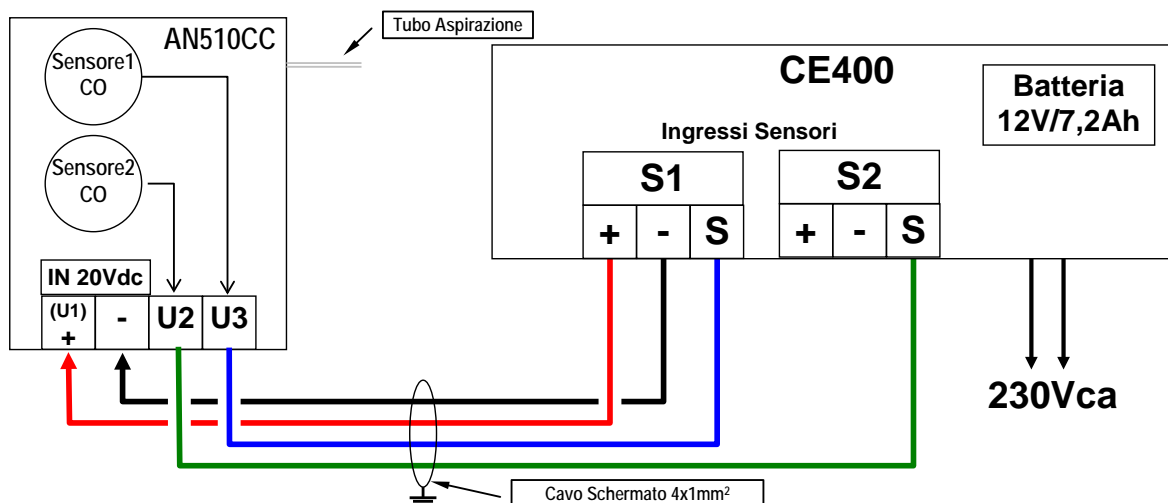 Tubo Aspirazione
AN510CC
Sensore1
CO
Sensore2
CO
IN 20Vdc
(U1)
+
-
U2
U3
CE400
Batteria
12V/7,2Ah
Ingressi Sensori
S1
S2
+
-
S
+
-
S
230Vca
Cavo Schermato 4x1mm²